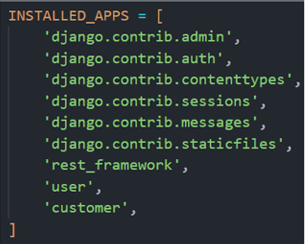 INSTALLED_APPS = [
    'django.contrib.admin',
    'django.contrib.auth',
    'django.contrib.contenttypes',
    'django.contrib.sessions',
    'django.contrib.messages',
    'django.contrib.staticfiles',
    'rest_framework',
    'user',
    'customer',
]